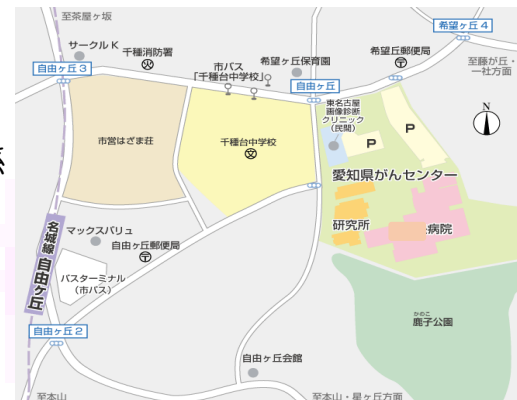 至茶屋ヶ坂
サークルK
千種消防署
市バス
「千種台中学校」
希望ヶ丘保育園
希望丘郵便局
希望ヶ丘4
至藤が丘・
一社方面
自由ヶ丘3
自由ヶ丘
東名古屋
画像診断
クリニック
(民間)
P
P
N
市営はざま荘
千種台中学校
文
愛知県がんセンター
研究所
病院
名城線 自由ヶ丘
マックスバリュ
自由ヶ丘郵便局
バスターミナル
(市バス)
かのこ
鹿子公園
自由ヶ丘2
自由ヶ丘会館
至本山
至本山・星ヶ丘方面